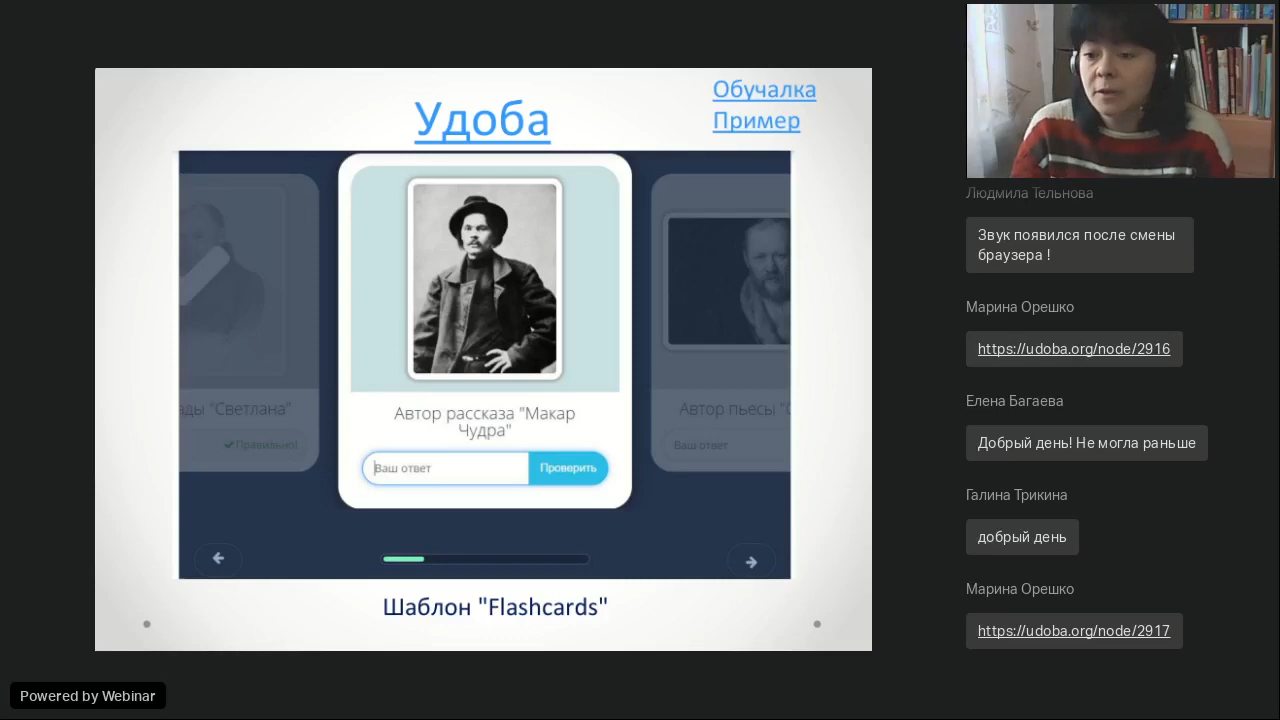 Удоба
Обучалка
Пример
ды "Светлана"
Правильно!
Автор рассказа "Макар
Чудра"
Ваш ответ
Проверить
Автор пьесы
Ваш ответ
Шаблон "Flashcards"
Людмила Тельнова
Звук появился после смены
браузера !
Марина Орешко
https://udoba.org/node/2916
Елена Багаева
Добрый день! Не могла раньше
Галина Трикина
добрый день
Марина Орешко
https://udoba.org/node/2917
Powered by Webinar